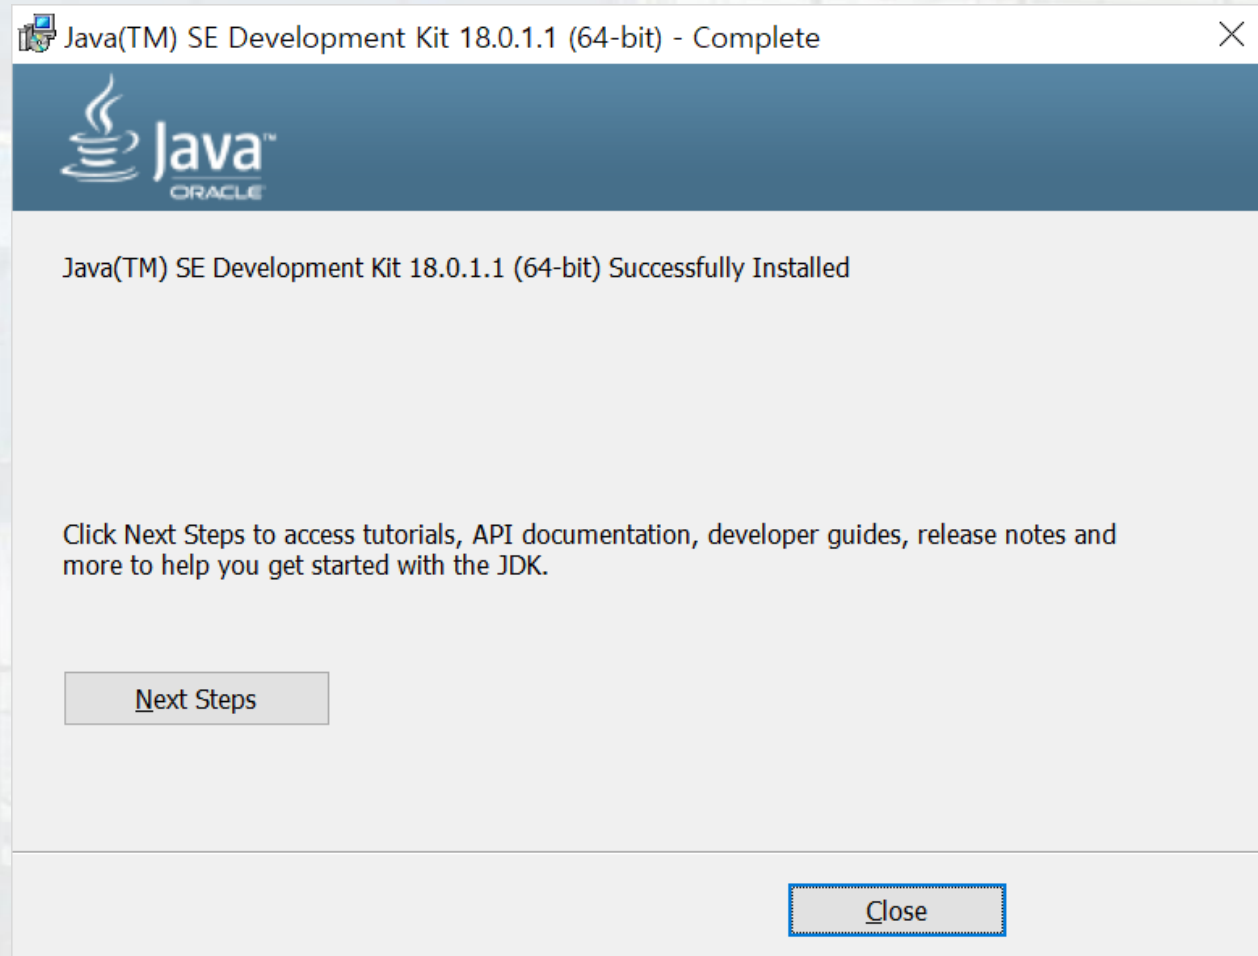 Java(TM) SE Development Kit 18.0.1.1 (64-bit) - Complete
Java™
ORACLE
Java(TM) SE Development Kit 18.0.1.1 (64-bit) Successfully Installed
Click Next Steps to access tutorials, API documentation, developer guides, release notes and
more to help you get started with the JDK.
Next Steps
Close